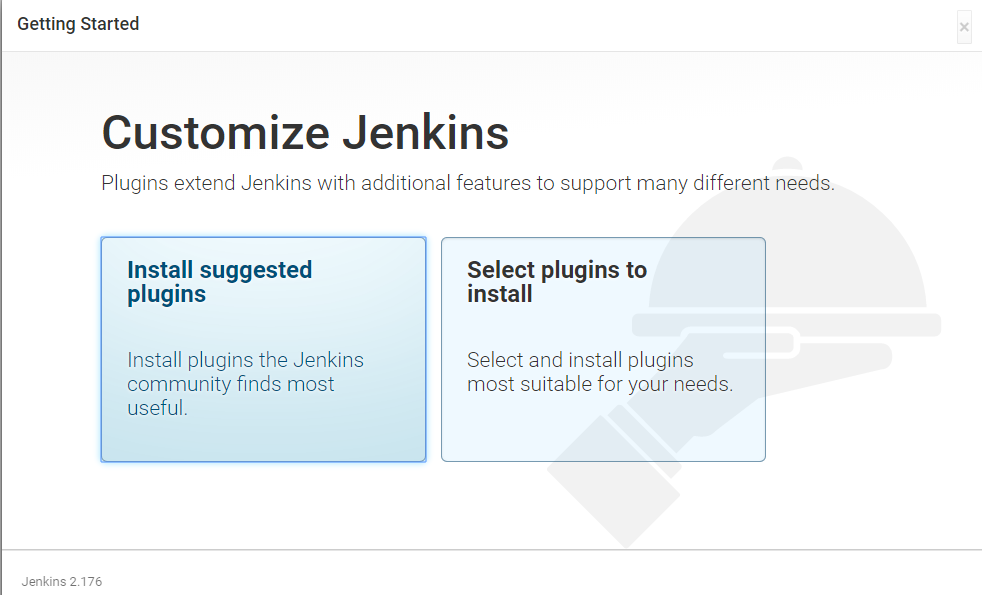 Getting Started
×
Customize Jenkins
Plugins extend Jenkins with additional features to support many different needs.
Install suggested
plugins
Install plugins the Jenkins
community finds most
useful.
Select plugins to
install
Select and install plugins
most suitable for your needs.
Jenkins 2.176